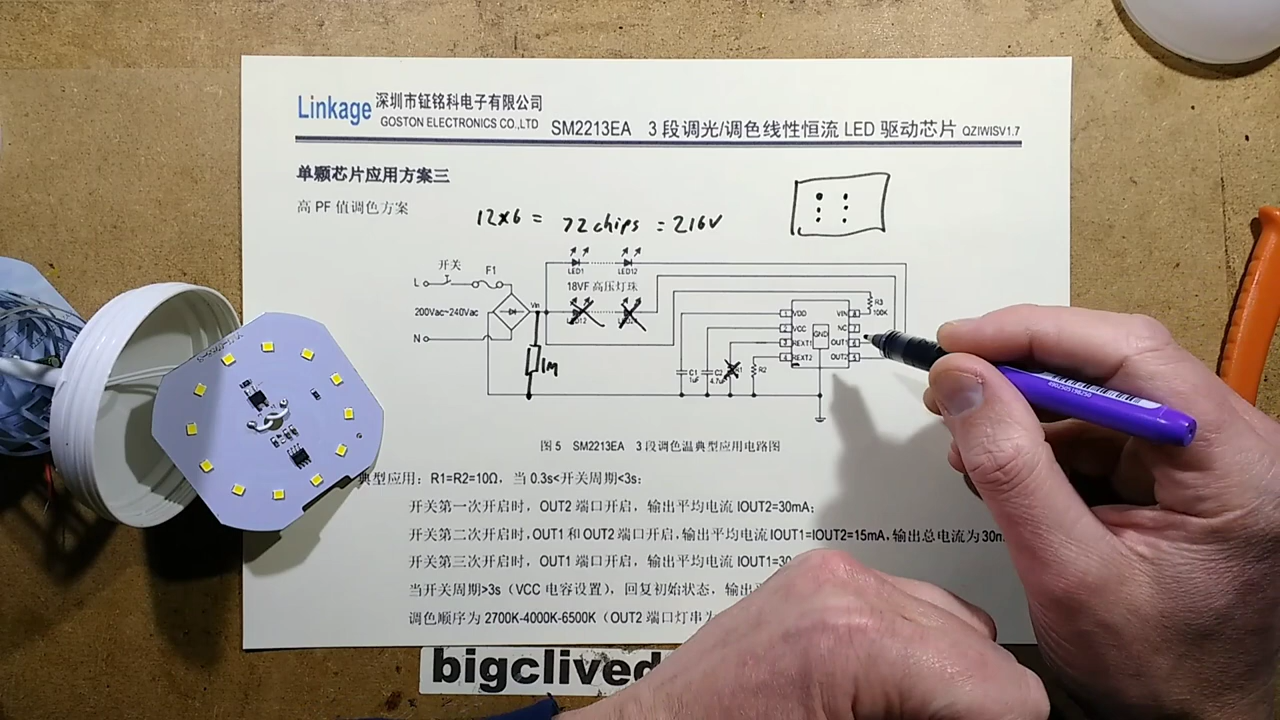 Linkage 深圳市钲铭科电子有限公司
GOSTON ELECTRONICS CO.,LTD
SM2213EA 3段调光/调色线性恒流 LED 驱动芯片 QZIWISV1.7
单颗芯片应用方案三
高 PF 值调色方案
12x6 = 72 chips = 216V
开关
F1
L
LED1
LED12
18VF 高压灯珠
200Vac~240Vac
Vin
LED12
N
1M
R3
100K
VDD
VIN
VCC
NC
GND
REXT1
OUT1
REXT2
OUT2
C1
1uF
C2
4.7uF
R2
图 5 SM2213EA 3 段调色温典型应用电路图
典型应用：R1=R2=10Ω，当 0.3s<开关周期<3s：
开关第一次开启时，OUT2 端口开启，输出平均电流 IOUT2=30mA；
开关第二次开启时，OUT1 和 OUT2 端口开启，输出平均电流 IOUT1=IOUT2=15mA，输出总电流为 30
开关第三次开启时，OUT1 端口开启，输出平均电流 IOUT1=30
当开关周期>3s（VCC 电容设置），回复初始状态，输出
调色顺序为 2700K-4000K-6500K（OUT2 端口灯串为
bigclived
4902505198250